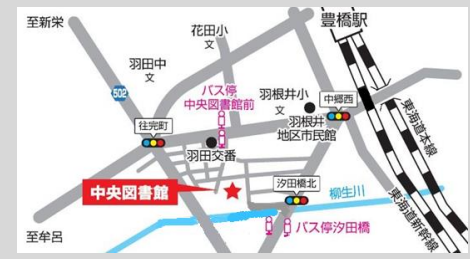 至新栄
花田小
文
豊橋駅
羽田中
文
502
バス停
中央図書館前
羽根井小
文
中郷西
往完町
羽根井
地区市民館
羽田交番
東海道本線
中央図書館
汐田橋北
柳生川
東海道新幹線
至牟呂
バス停汐田橋